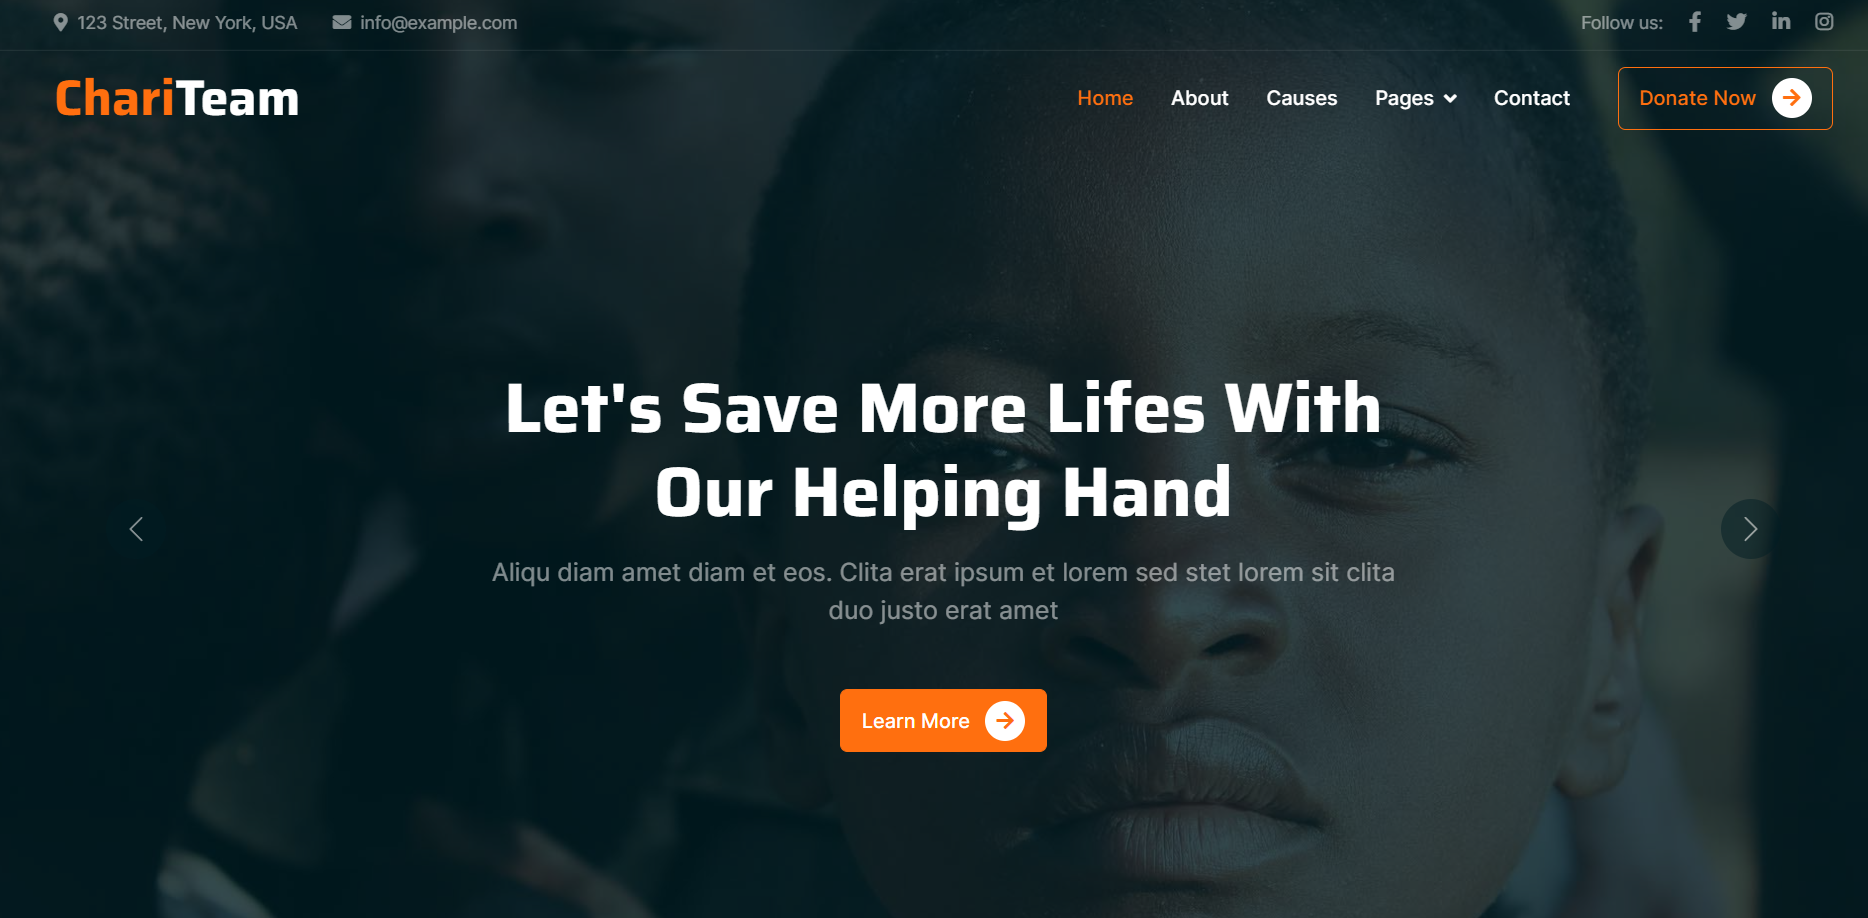 123 Street, New York, USA info@example.com Follow us:
ChariTeam Home About Causes Pages Contact Donate Now
Let's Save More Lifes With
Our Helping Hand
Aliqu diam amet diam et eos. Clita erat ipsum et lorem sed stet lorem sit clita
duo justo erat amet
Learn More